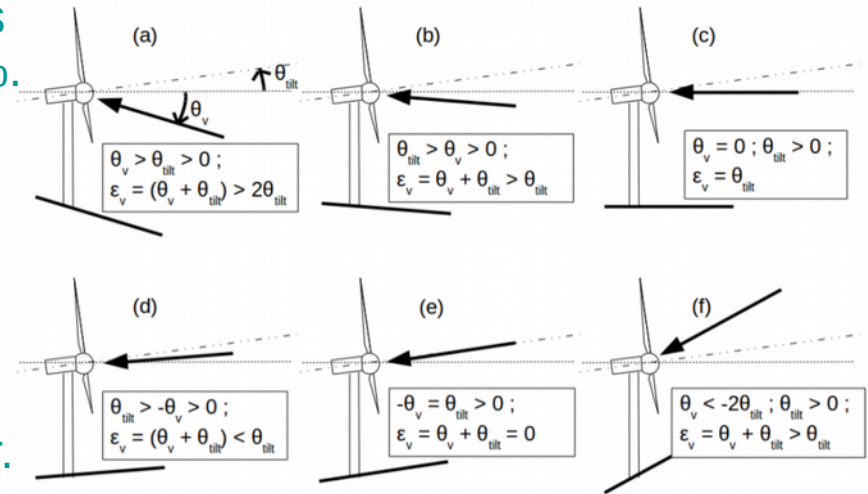 s
o.
(a)
(b)
(c)
θtilt
θv
θv > θtilt > 0 ;
εv = (θv + θtilt) > 2θtilt
θtilt > θv > 0 ;
εv = θv + θtilt > θtilt
θv = 0 ; θtilt > 0 ;
εv = θtilt
(d)
(e)
(f)
θtilt > -θv > 0 ;
εv = (θv + θtilt) < θtilt
-θv = θtilt > 0 ;
εv = θv + θtilt = 0
θv < -2θtilt ; θtilt > 0 ;
εv = θv + θtilt > θtilt